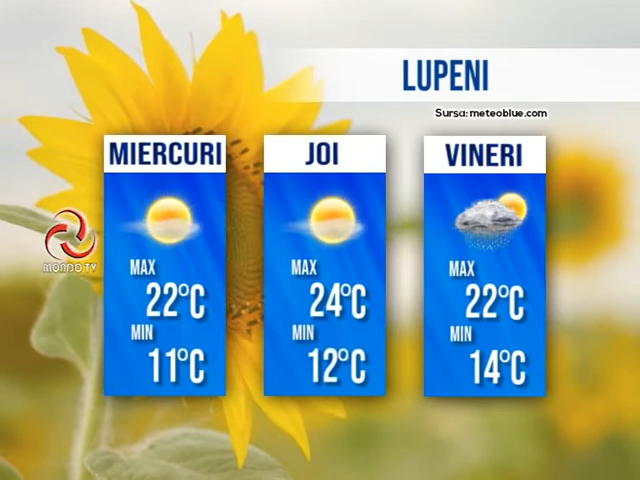 LUPENI
Sursa: meteoblue.com
MIERCURI
MAX
22°C
MIN
11°C
JOI
MAX
24°C
MIN
12°C
VINERI
MAX
22°C
MIN
14°C
MONDO TV